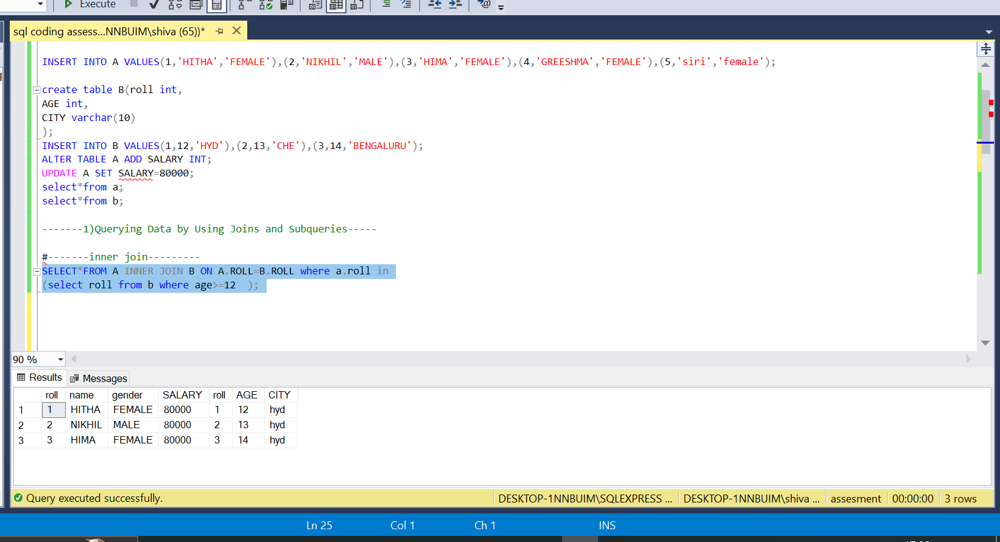 Execute
sql coding assess...NNBUIM\shiva (65))*
INSERT INTO A VALUES(1,'HITHA','FEMALE'),(2,'NIKHIL','MALE'),(3,'HIMA','FEMALE'),(4,'GREESHMA','FEMALE'),(5,'siri','female');
create table B(roll int,
AGE int,
CITY varchar(10)
);
INSERT INTO B VALUES(1,12,'HYD'),(2,13,'CHE'),(3,14,'BENGALURU');
ALTER TABLE A ADD SALARY INT;
UPDATE A SET SALARY=80000;
select*from a;
select*from b;
-------1)Querying Data by Using Joins and Subqueries-----
#-------inner join---------
SELECT*FROM A INNER JOIN B ON A.ROLL=B.ROLL where a.roll in
(select roll from b where age>=12  );
90 %
Results Messages
roll name gender SALARY roll AGE CITY
1 1 HITHA FEMALE 80000 1 12 hyd
2 2 NIKHIL MALE 80000 2 13 hyd
3 3 HIMA FEMALE 80000 3 14 hyd
Query executed successfully. DESKTOP-1NNBUIM\SQLEXPRESS ... DESKTOP-1NNBUIM\shiva ... assesment 00:00:00 3 rows
Ln 25 Col 1 Ch 1 INS